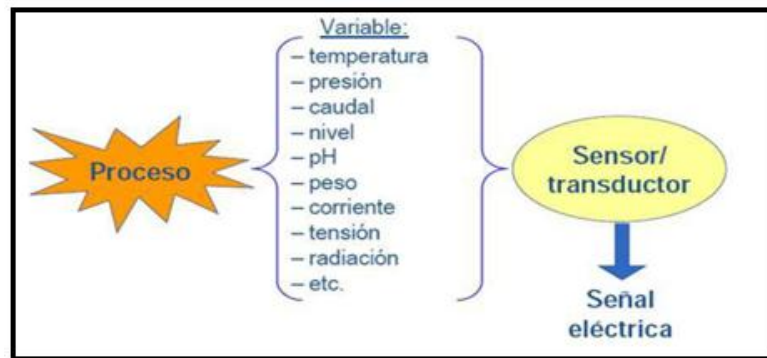 Variable:
– temperatura
– presión
– caudal
– nivel
– pH
– peso
– corriente
– tensión
– radiación
– etc.
Proceso
Sensor/
transductor
Señal
eléctrica